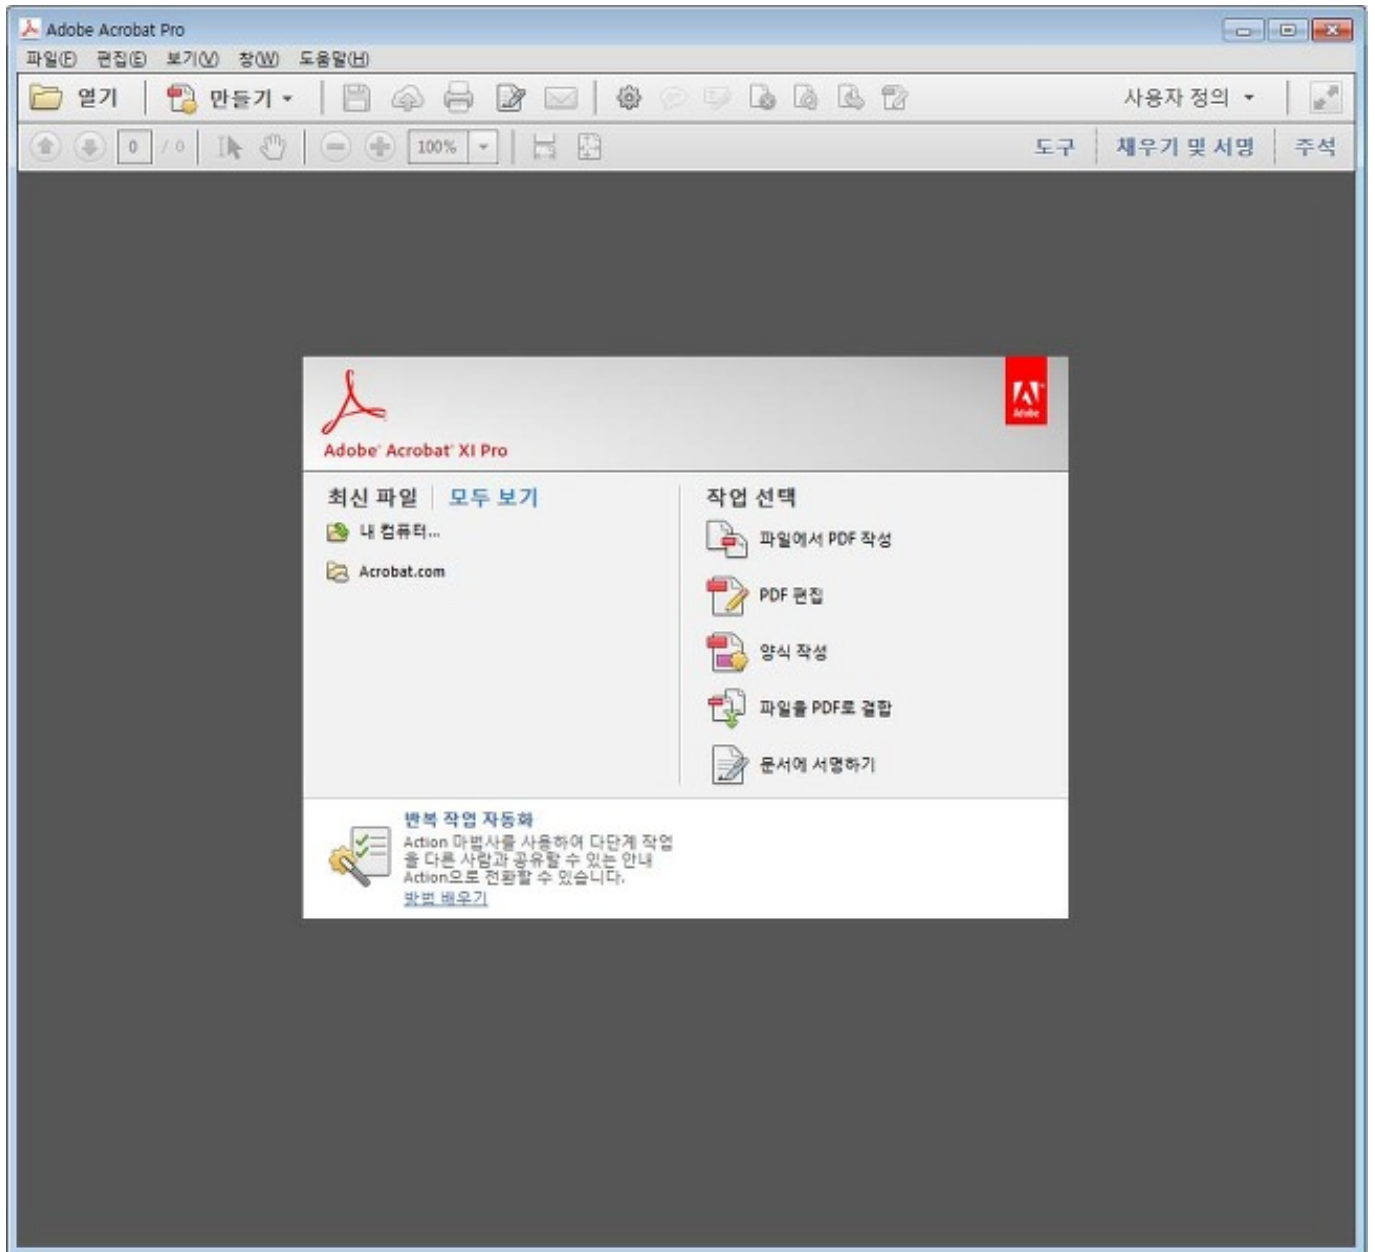 Adobe Acrobat Pro
파일(F) 편집(E) 보기(V) 창(W) 도움말(H)
열기 만들기 사용자 정의
0 / 0 100% 도구 채우기 및 서명 주석
Adobe
Adobe® Acrobat® XI Pro
최신 파일 모두 보기
내 컴퓨터...
Acrobat.com
작업 선택
파일에서 PDF 작성
PDF 편집
양식 작성
파일을 PDF로 결합
문서에 서명하기
반복 작업 자동화
Action 마법사를 사용하여 다단계 작업
을 다른 사람과 공유할 수 있는 안내
Action으로 전환할 수 있습니다.
방법 배우기